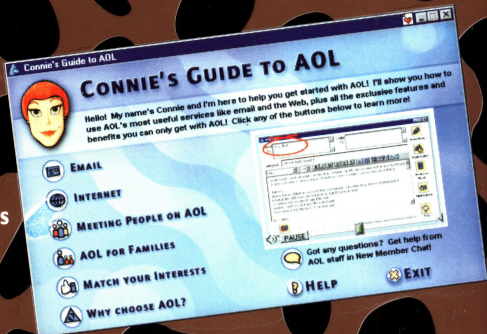 Connie's Guide to AOL
CONNIE'S GUIDE TO AOL
Hello! My name's Connie and I'm here to help you get started with AOL! I'll show you how to
use AOL's most useful services like email and the Web, plus all the exclusive features and
benefits you can only get with AOL! Click any of the buttons below to learn more!
EMAIL
INTERNET
MEETING PEOPLE ON AOL
AOL FOR FAMILIES
MATCH YOUR INTERESTS
WHY CHOOSE AOL?
PAUSE
Got any questions? Get help from
AOL staff in New Member Chat!
HELP
EXIT
s